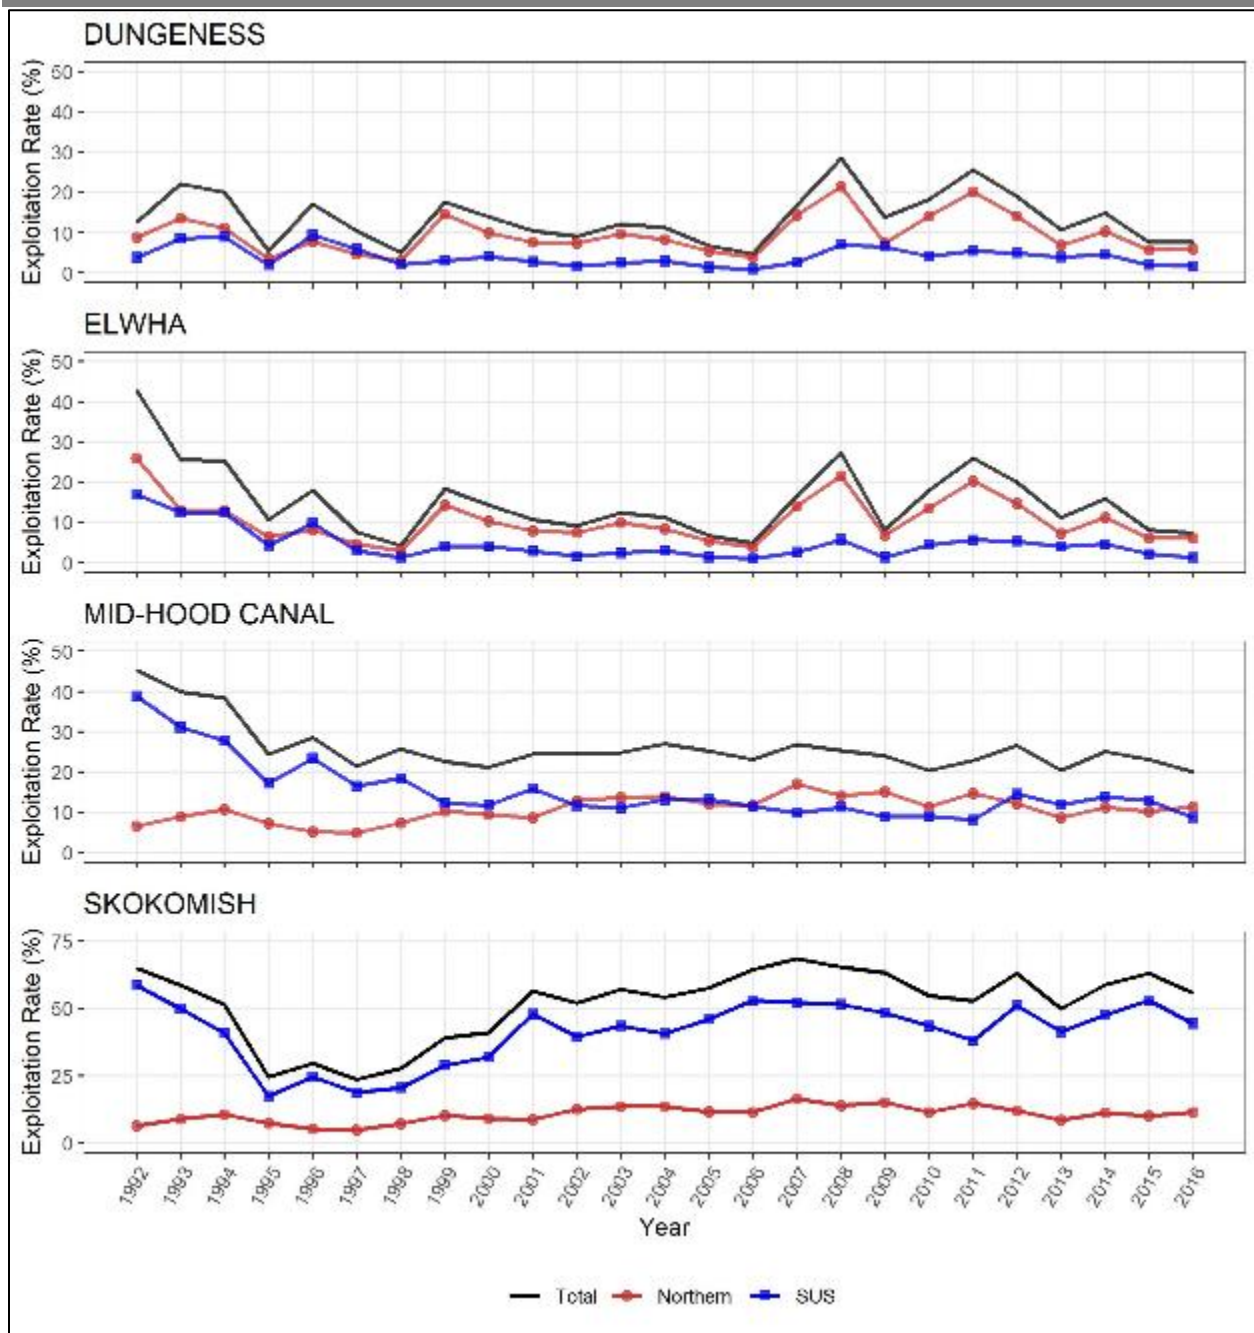 DUNGENESS
Exploitation Rate (%)
50
40
30
20
10
0
ELWHA
Exploitation Rate (%)
50
40
30
20
10
0
MID-HOOD CANAL
Exploitation Rate (%)
50
40
30
20
10
0
SKOKOMISH
Exploitation Rate (%)
75
50
25
0
1992 1993 1994 1995 1996 1997 1998 1999 2000 2001 2002 2003 2004 2005 2006 2007 2008 2009 2010 2011 2012 2013 2014 2015 2016
Year
Total Northern SUS